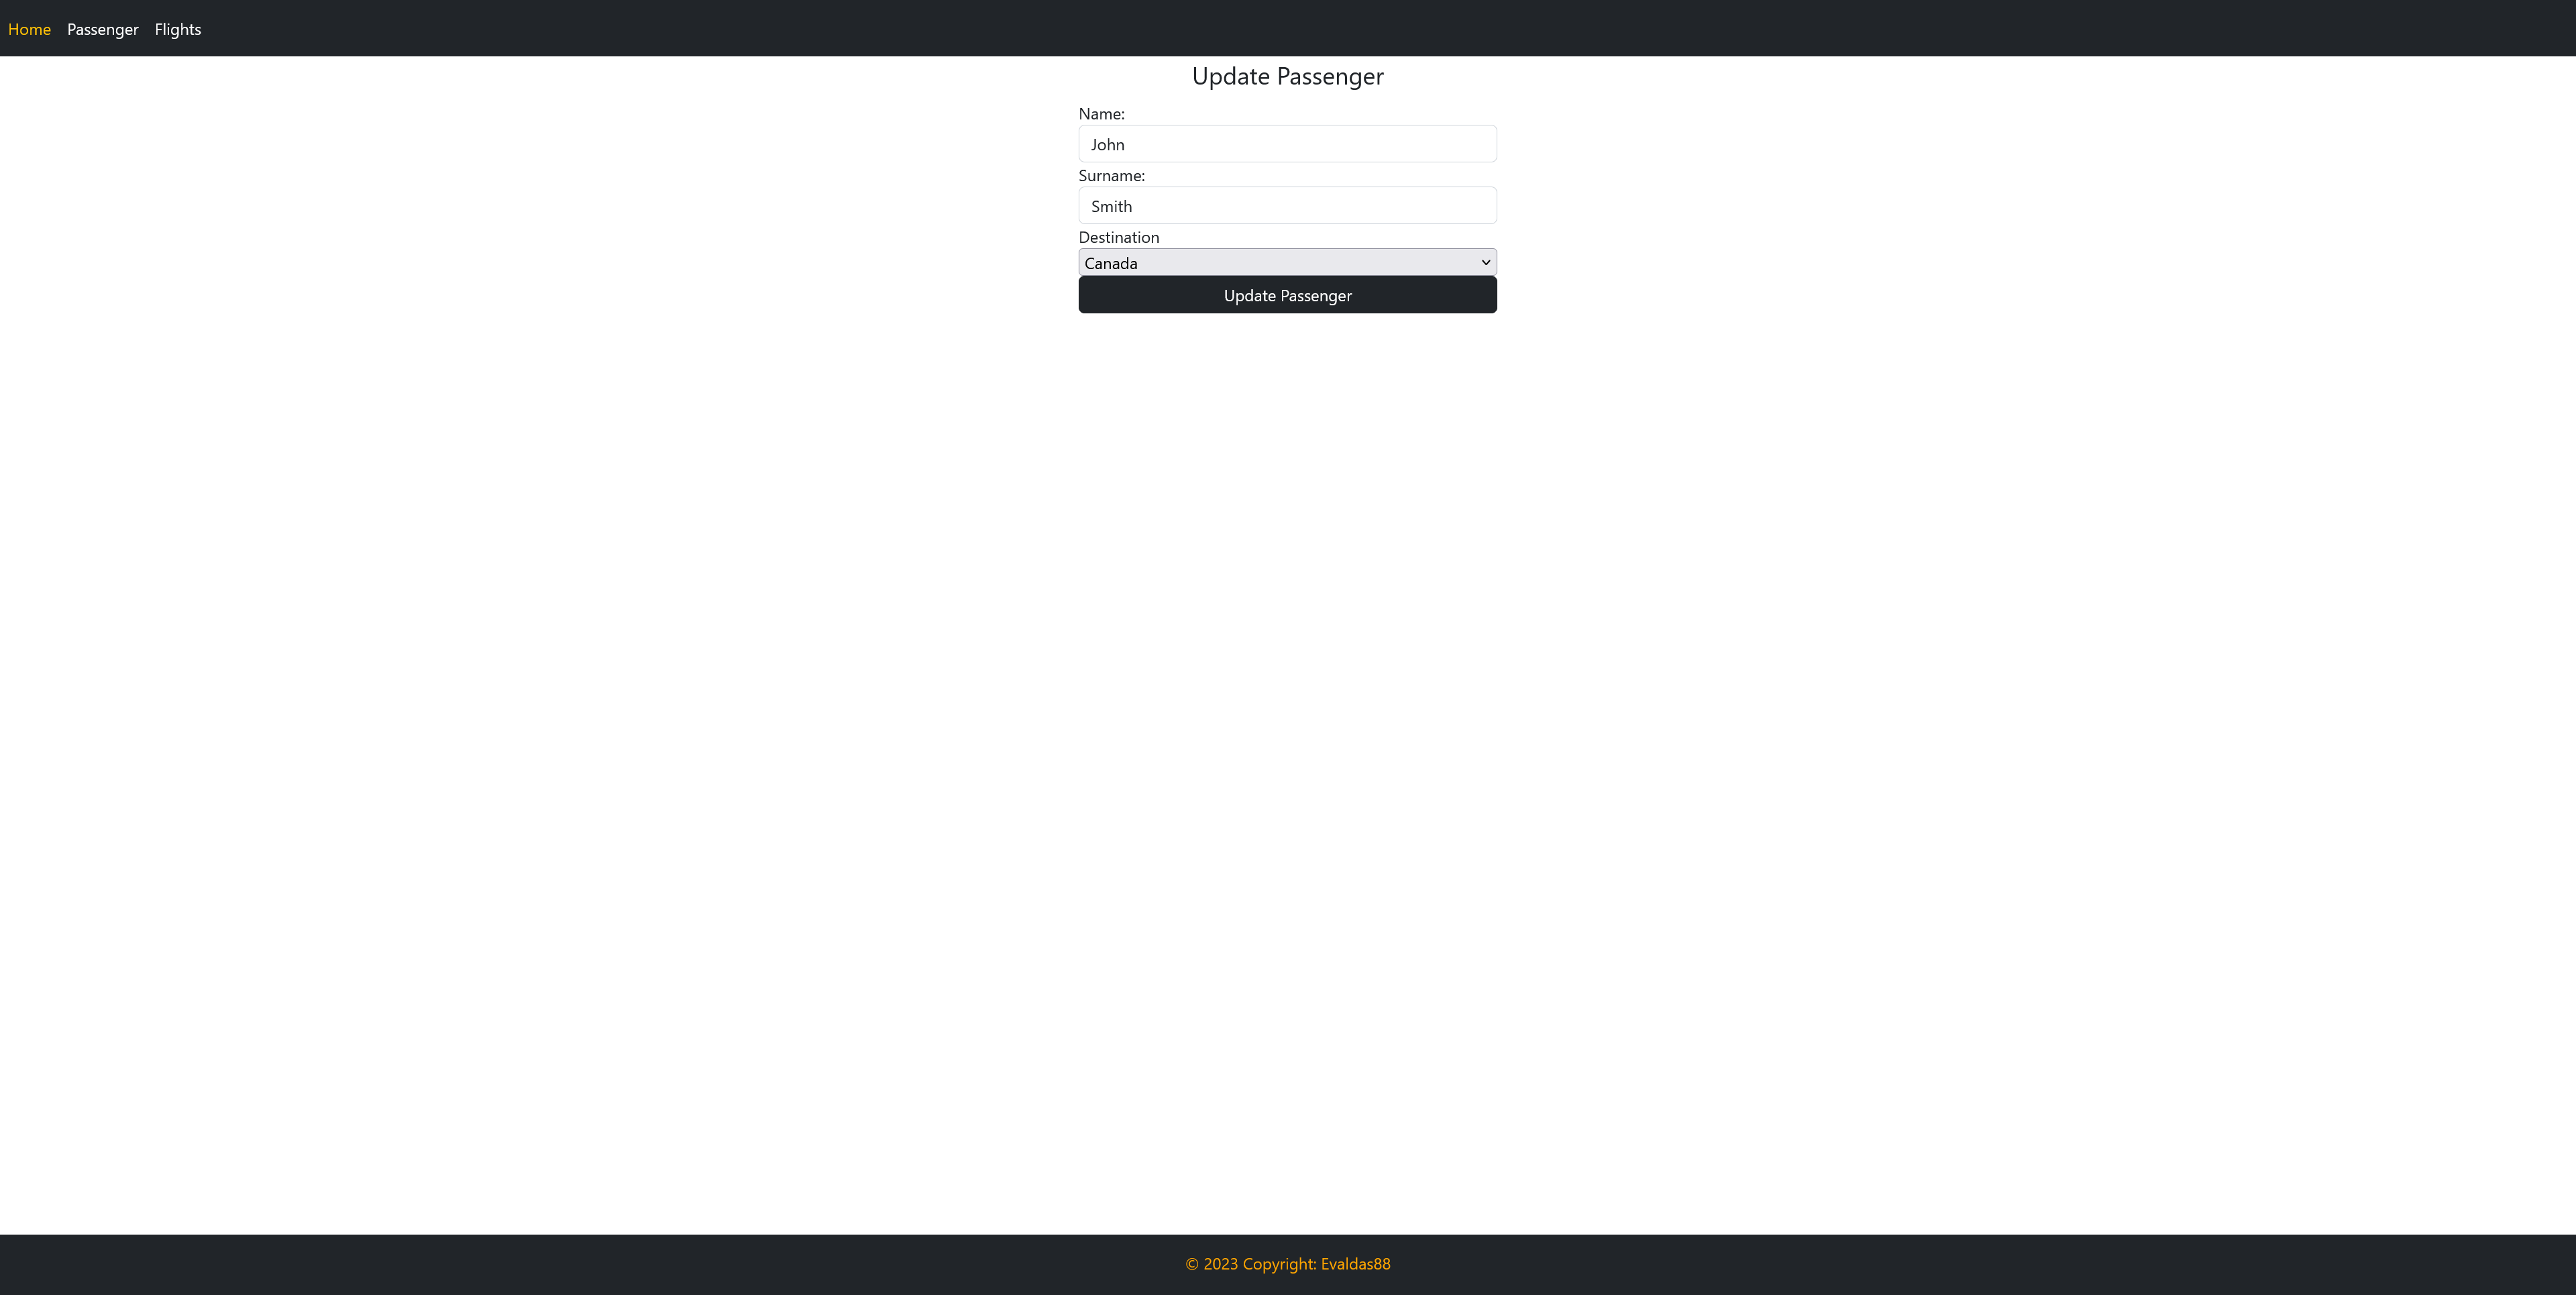 Home Passenger Flights
Update Passenger
Name:
John
Surname:
Smith
Destination
Canada
Update Passenger
© 2023 Copyright: Evaldas88